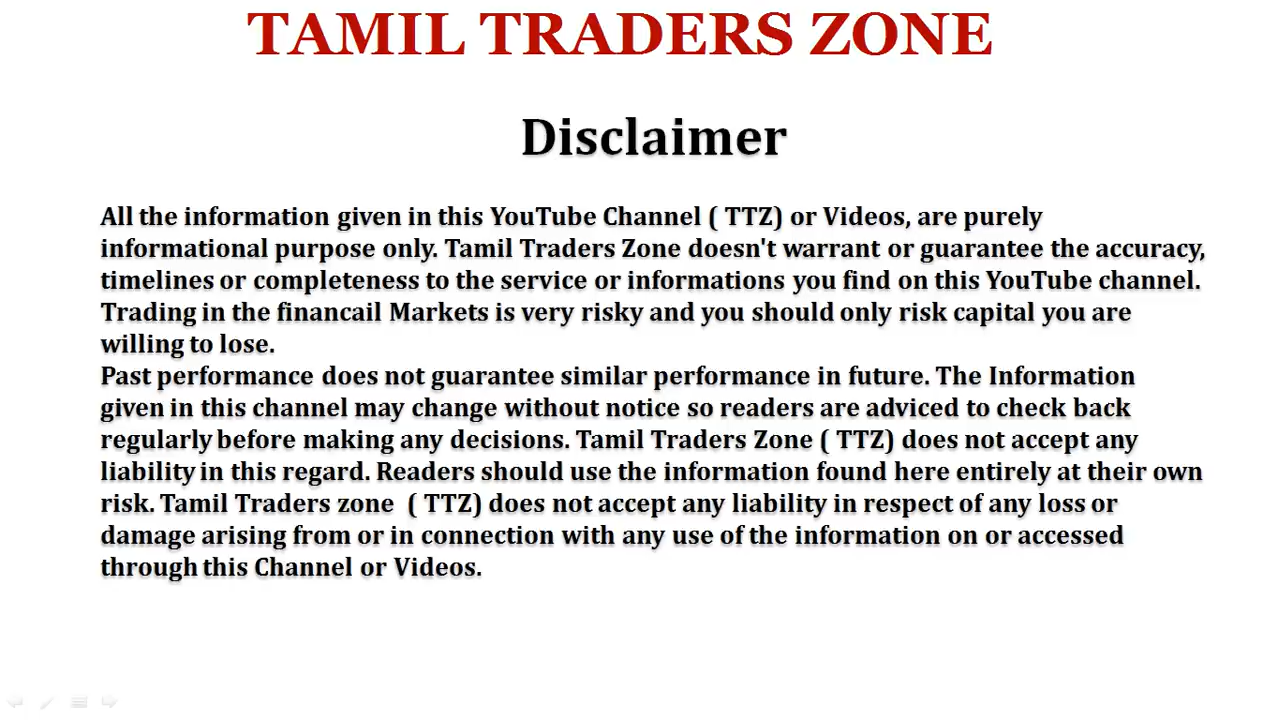 TAMIL TRADERS ZONE
Disclaimer
All the information given in this YouTube Channel ( TTZ) or Videos, are purely
informational purpose only. Tamil Traders Zone doesn't warrant or guarantee the accuracy,
timelines or completeness to the service or informations you find on this YouTube channel.
Trading in the financail Markets is very risky and you should only risk capital you are
willing to lose.
Past performance does not guarantee similar performance in future. The Information
given in this channel may change without notice so readers are adviced to check back
regularly before making any decisions. Tamil Traders Zone ( TTZ) does not accept any
liability in this regard. Readers should use the information found here entirely at their own
risk. Tamil Traders zone  ( TTZ) does not accept any liability in respect of any loss or
damage arising from or in connection with any use of the information on or accessed
through this Channel or Videos.